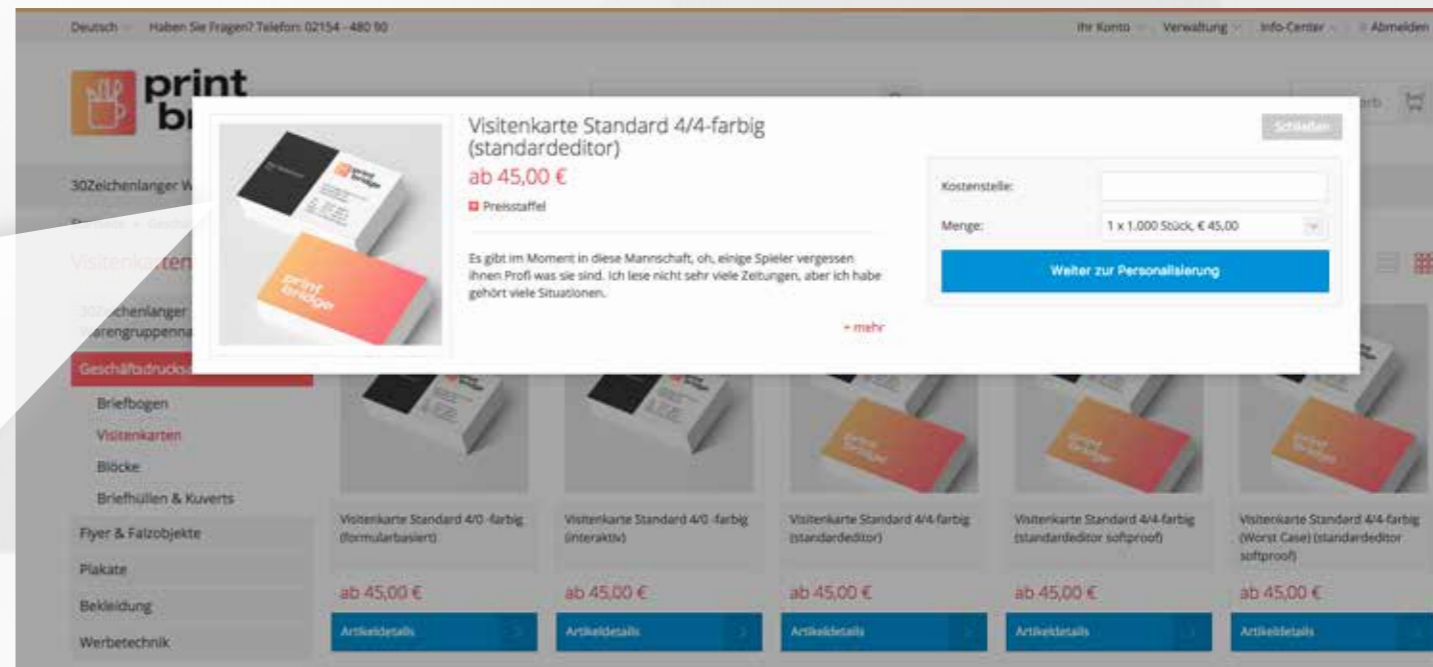 Deutsch
Haben Sie Fragen? Telefon: 02154 - 480 90
Ihr Konto
Verwaltung
Info-Center
Abmelden
print
30Zeichenlanger
Visitenkarte Standard 4/4-farbig
(standardeditor)
ab 45,00 €
Preisstaffel
Es gibt im Moment in diese Mannschaft, oh, einige Spieler vergessen
ihnen Profi was sie sind. Ich lese nicht sehr viele Zeitungen, aber ich habe
gehört viele Situationen.
+ mehr
Schließen
Kostenstelle:
Menge:
1 x 1.000 Stück, € 45,00
Weiter zur Personalisierung
print
bridge
print
bridge
Geschäftsdrucks
Briefbogen
Visitenkarten
Blöcke
Briefhüllen & Kuverts
Flyer & Falzobjekte
Plakate
Bekleidung
Werbetechnik
Visitenkarte Standard 4/0 -farbig
(formularbasiert)
ab 45,00 €
Artikeldetails
Visitenkarte Standard 4/0 -farbig
(interaktiv)
ab 45,00 €
Artikeldetails
Visitenkarte Standard 4/4-farbig
(standardeditor)
ab 45,00 €
Artikeldetails
Visitenkarte Standard 4/4-farbig
(standardeditor softproof)
ab 45,00 €
Artikeldetails
Visitenkarte Standard 4/4-farbig
(Worst Case) (standardeditor
softproof)
ab 45,00 €
Artikeldetails